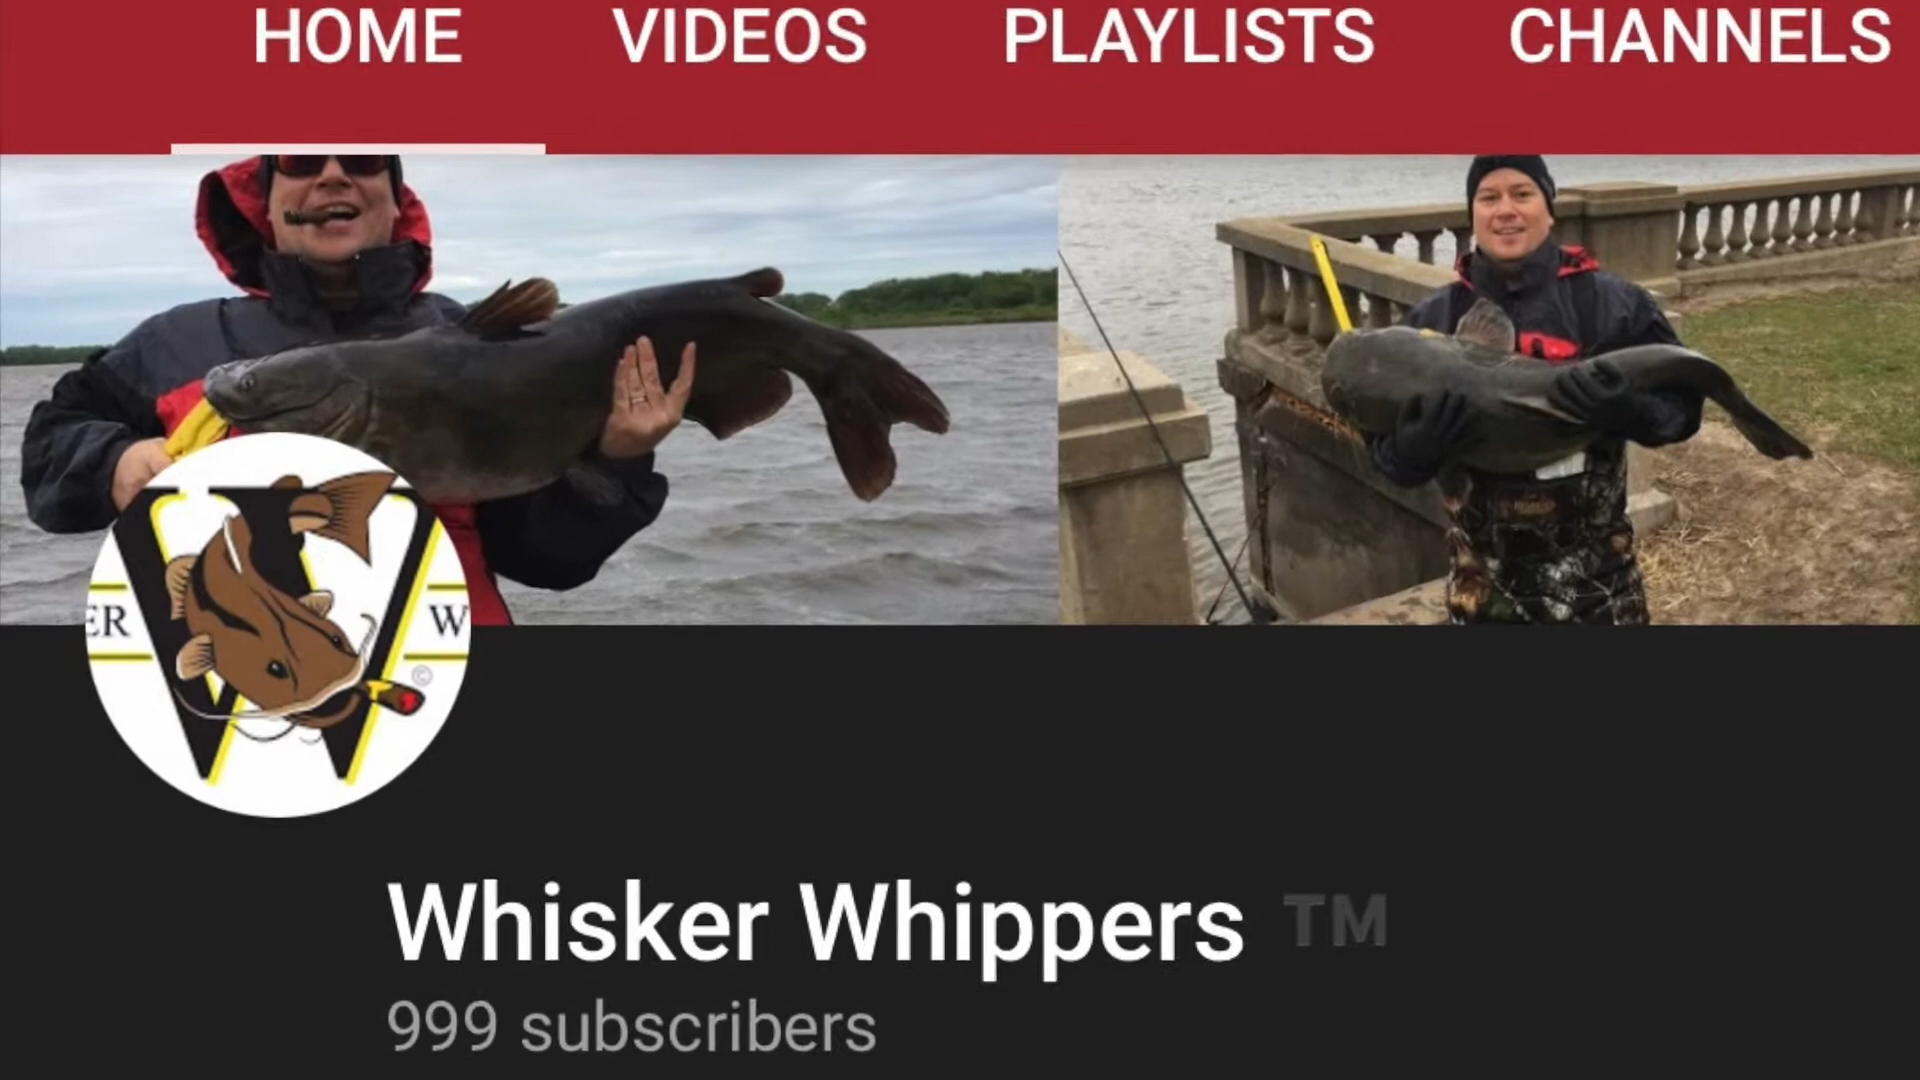 HOME VIDEOS PLAYLISTS CHANNELS
ER W
©
Whisker Whippers TM
999 subscribers